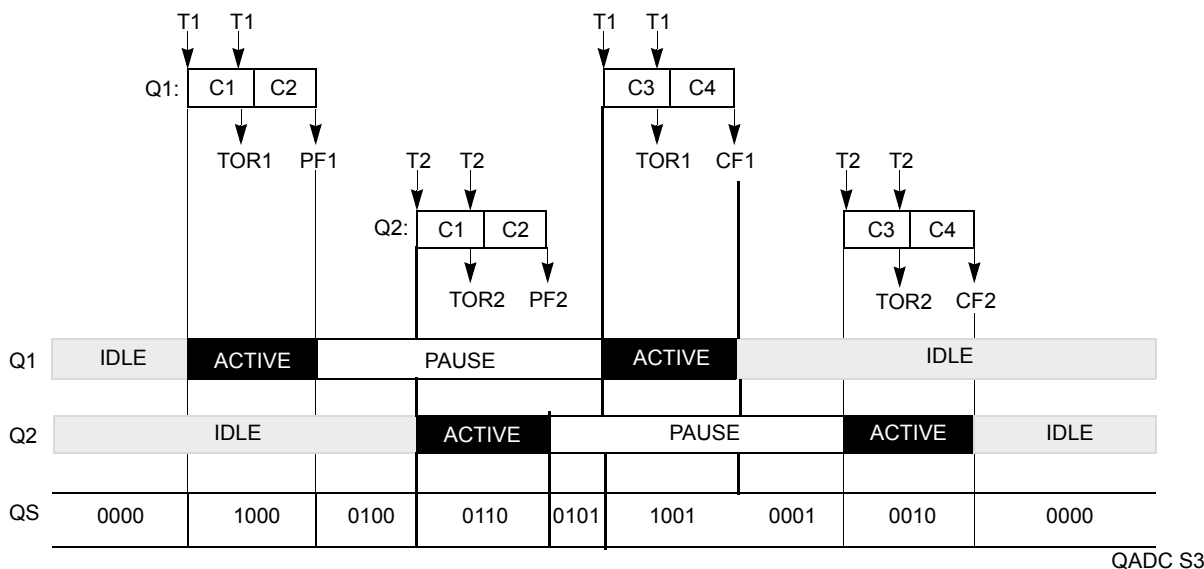 T1 T1 T1 T1
Q1: C1 C2 C3 C4
TOR1 PF1 T2 T2 TOR1 CF1 T2 T2
Q2: C1 C2 C3 C4
TOR2 PF2 TOR2 CF2
Q1 IDLE ACTIVE PAUSE ACTIVE IDLE
Q2 IDLE ACTIVE PAUSE ACTIVE IDLE
QS 0000 1000 0100 0110 0101 1001 0001 0010 0000
QADC S3